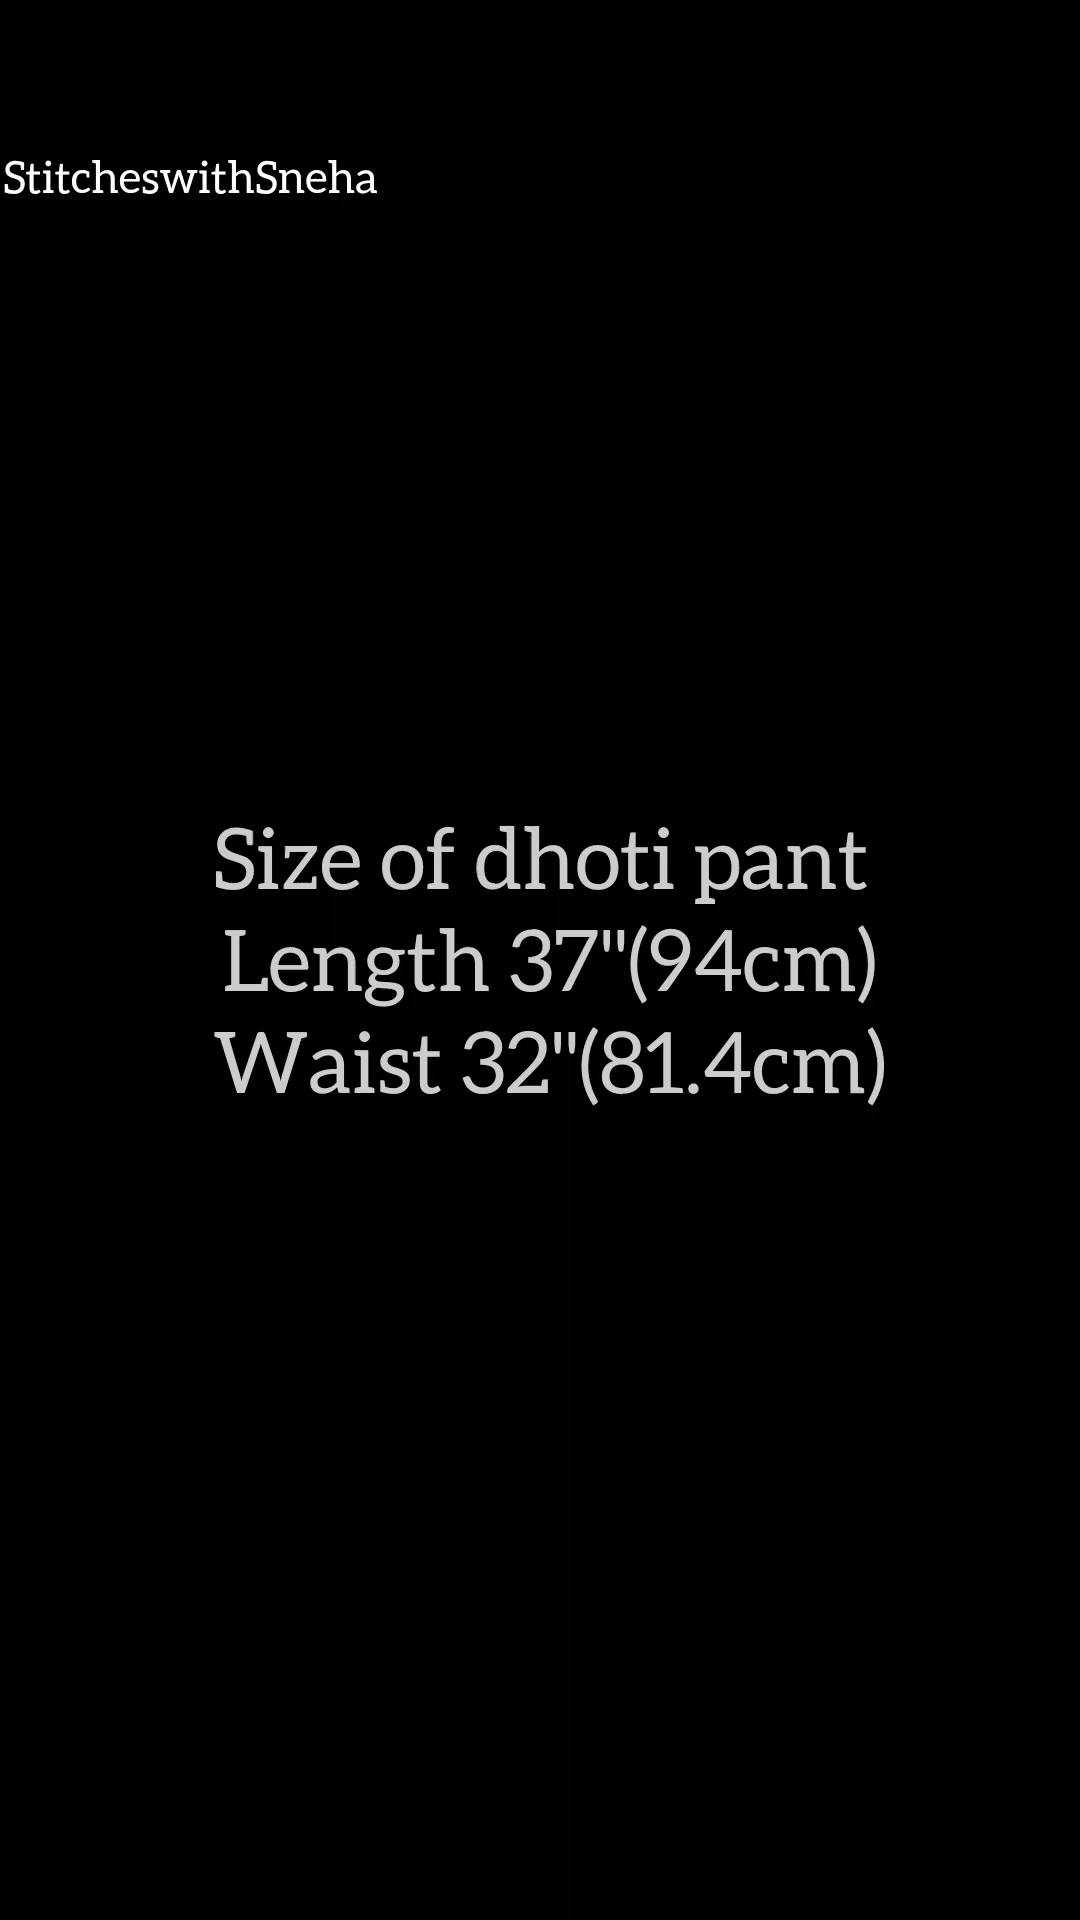 StitcheswithSneha
Size of dhoti pant
Length 37"(94cm)
Waist 32"(81.4cm)